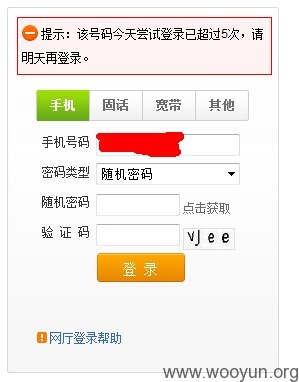 提示：该号码今天尝试登录已超过5次，请
明天再登录。
手机 固话 宽带 其他
手机号码
密码类型 随机密码
随机密码 点击获取
验 证 码 vJee
登 录
网厅登录帮助
www.wooyun.org